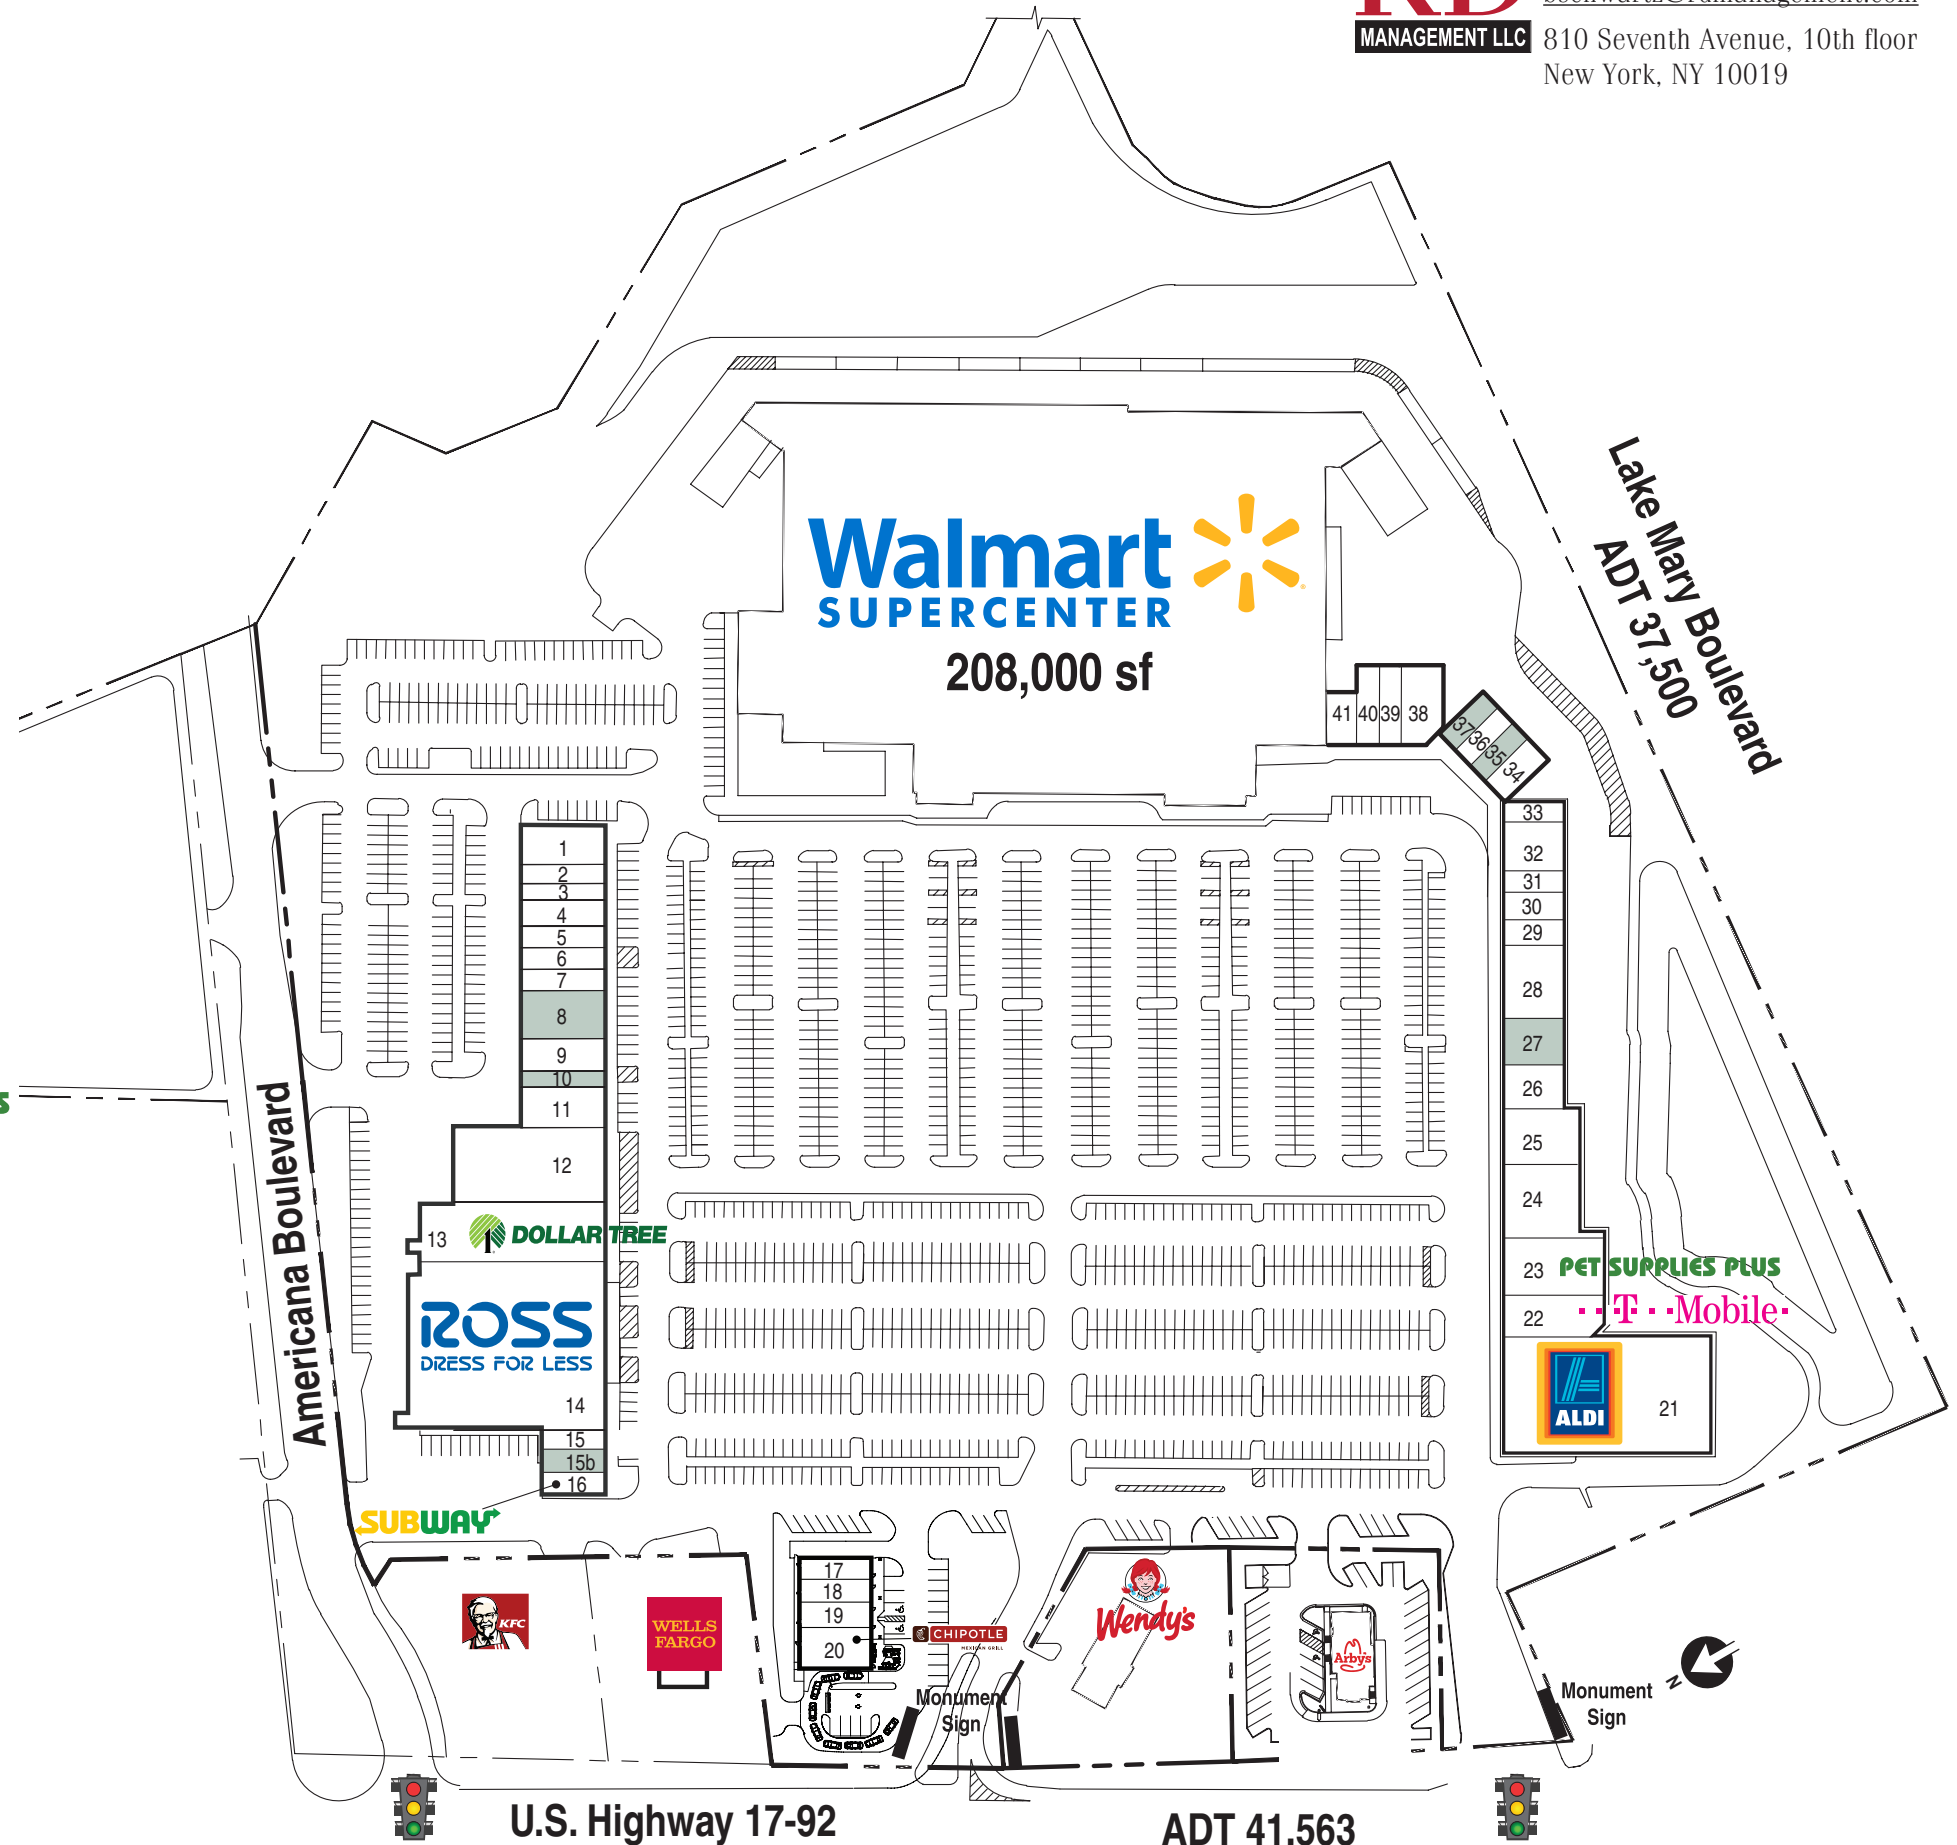 MANAGEMENT LLC
810 Seventh Avenue, 10th floor
New York, NY 10019
Lake Mary Boulevard
ADT 37,500
Walmart
SUPERCENTER
208,000 sf
41 40 39 38
37 36 35 34
33
32
31
30
29
28
27
26
25
24
23 PET SUPPLIES PLUS
22 T Mobile
ALDI
21
1
2
3
4
5
6
7
8
9
10
11
12
13 DOLLAR TREE
1
ROSS
DRESS FOR LESS
14
15
15b
16
SUBWAY
Americana Boulevard
S
KFC
WELLS
FARGO
17
18
19
20
CHIPOTLE
MEXICAN GRILL
Monument
Sign
Wendy's
Arby's
N
Monument
Sign
U.S. Highway 17-92
ADT 41,563